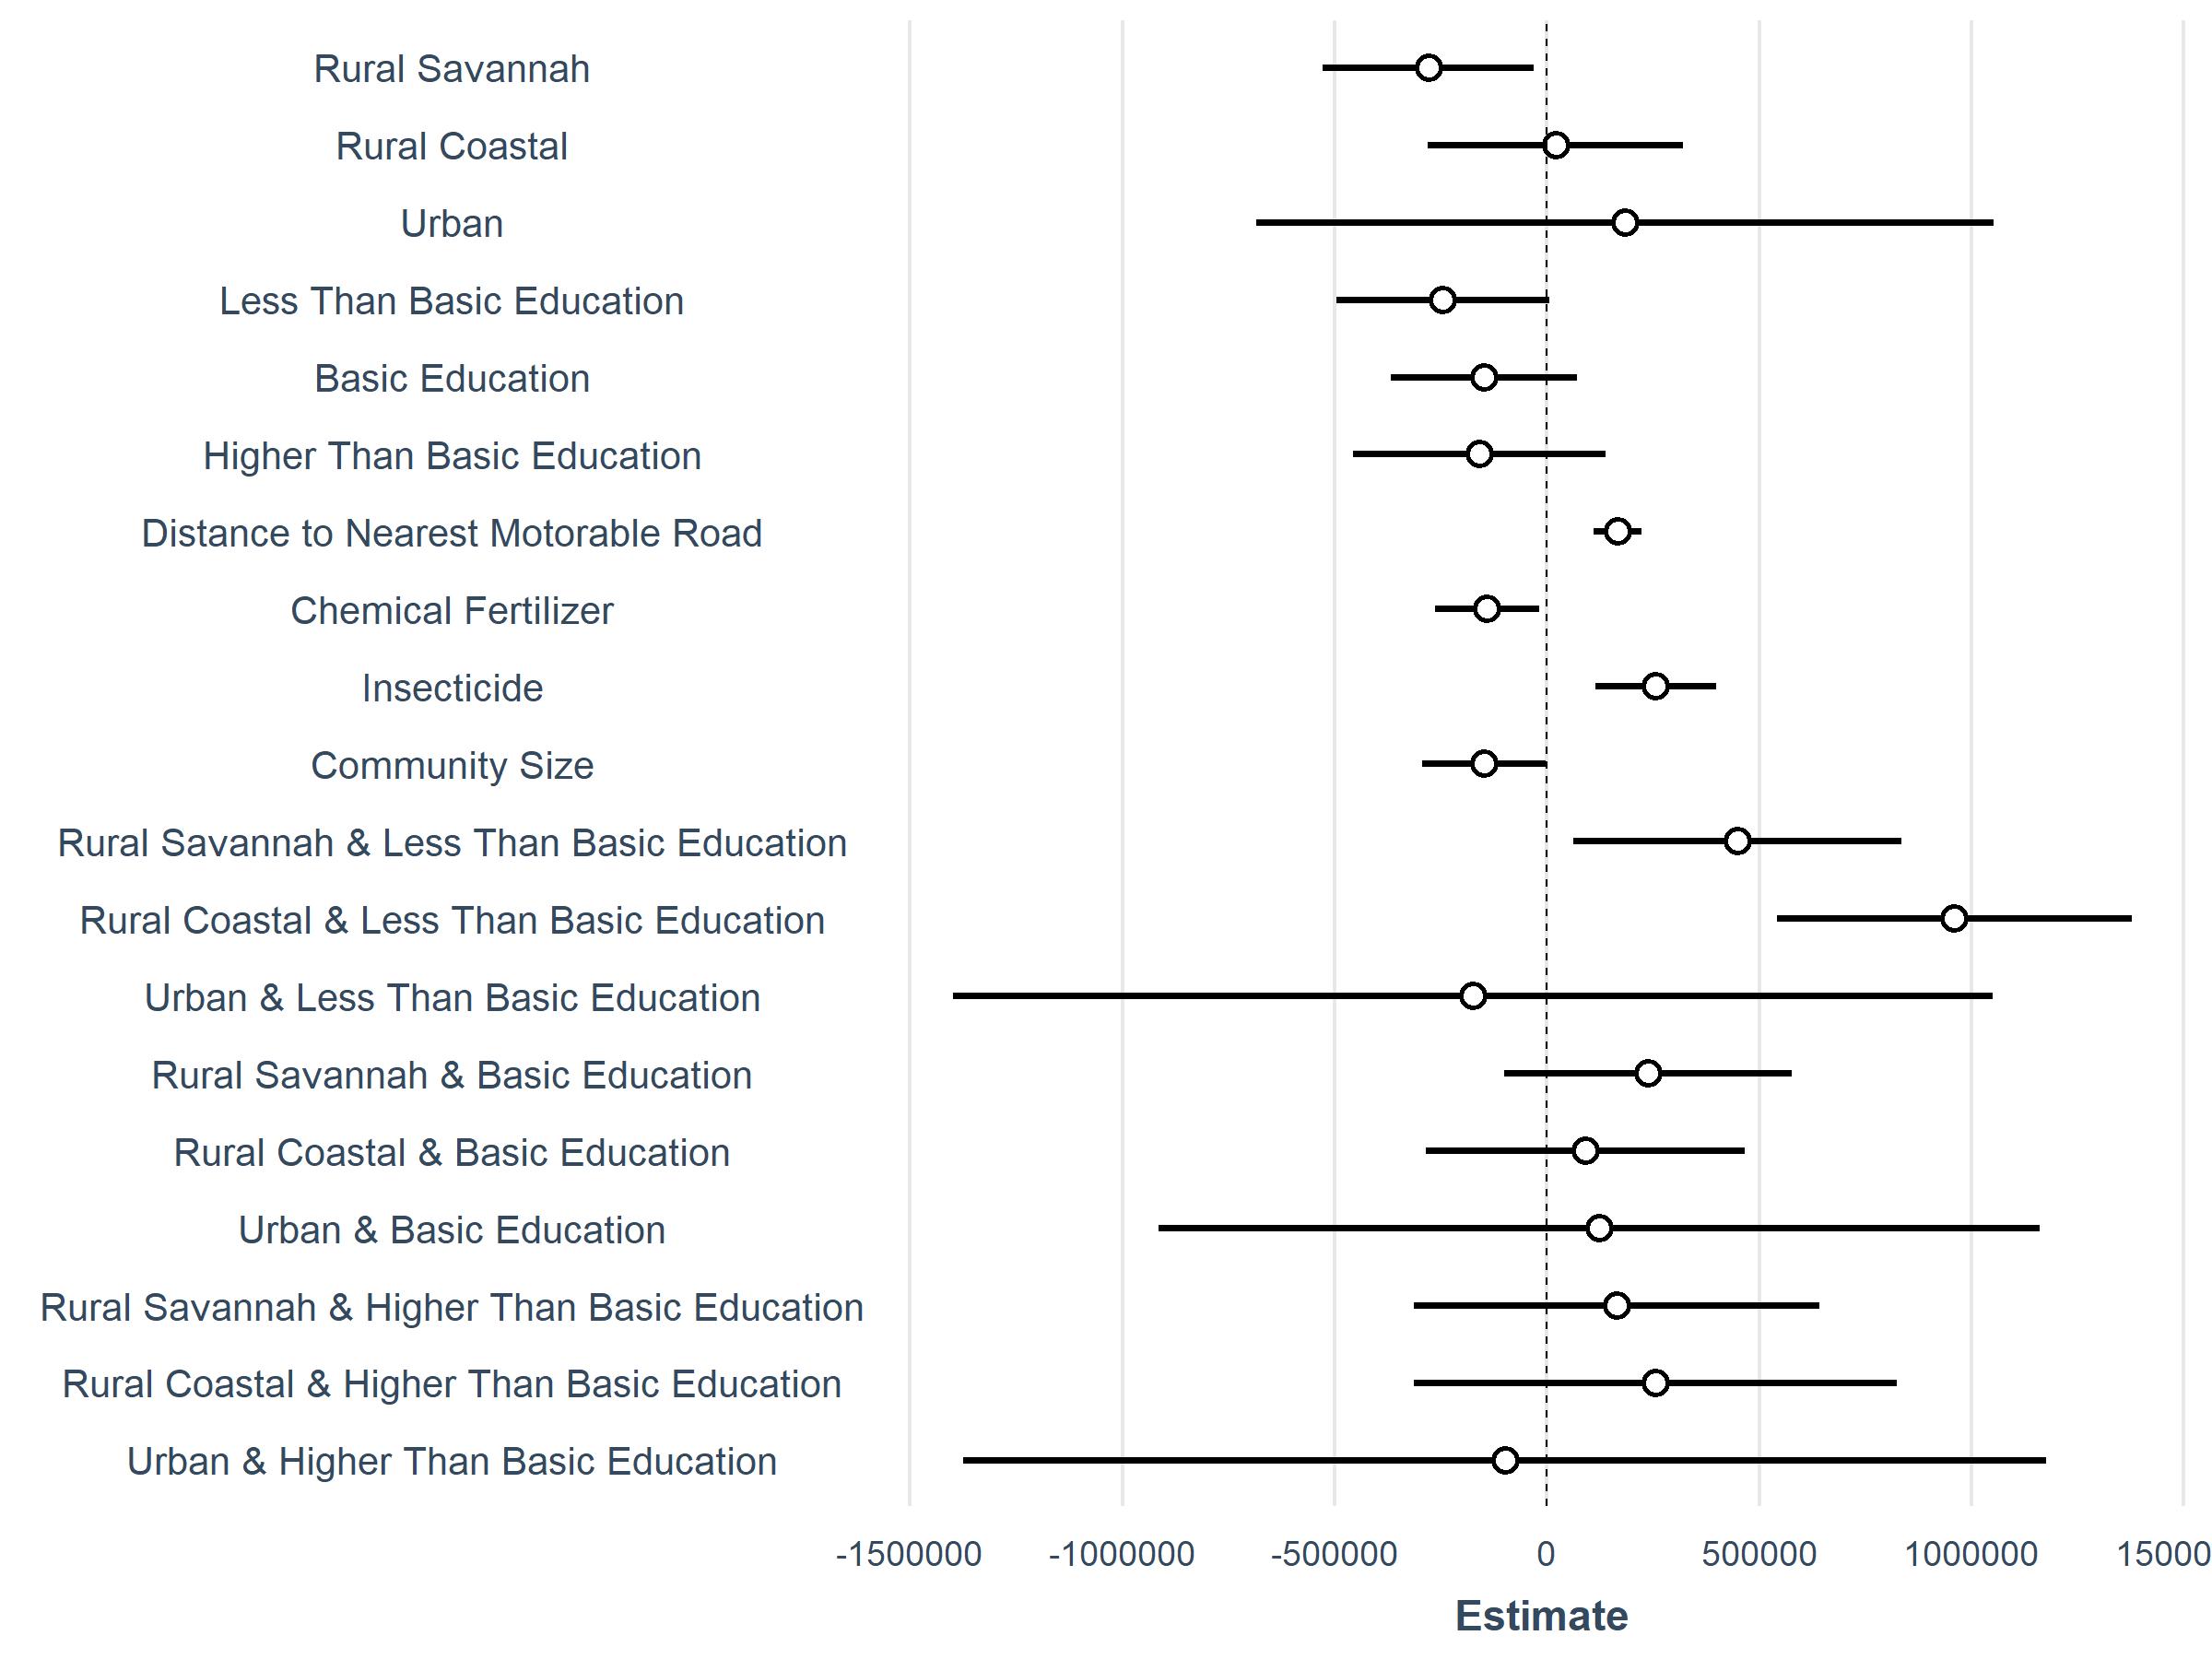 Rural Savannah
Rural Coastal
Urban
Less Than Basic Education
Basic Education
Higher Than Basic Education
Distance to Nearest Motorable Road
Chemical Fertilizer
Insecticide
Community Size
Rural Savannah & Less Than Basic Education
Rural Coastal & Less Than Basic Education
Urban & Less Than Basic Education
Rural Savannah & Basic Education
Rural Coastal & Basic Education
Urban & Basic Education
Rural Savannah & Higher Than Basic Education
Rural Coastal & Higher Than Basic Education
Urban & Higher Than Basic Education
-1500000 -1000000 -500000 0 500000 1000000 15000
Estimate